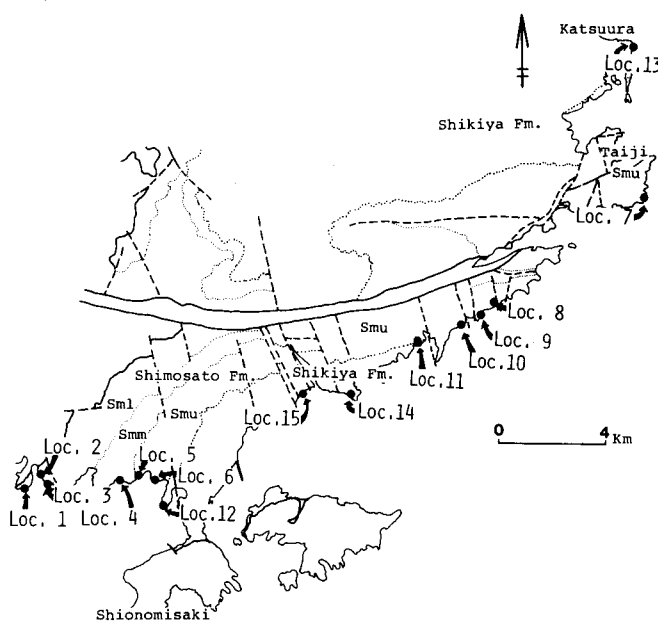 Katsuura
Loc.13
Shikiya Fm.
Taiji
Smu
Loc. 7
Loc. 8
Smu
Loc. 9
Loc. 10
Shimosato Fm.
Shikiya Fm.
Loc.11
Sml
Smu
Loc.15
Loc.14
0 4 Km
Smm
Loc. 2
Loc. 5
Loc. 3
Loc. 6
Loc. 1
Loc. 4
Loc.12
Shionomisaki